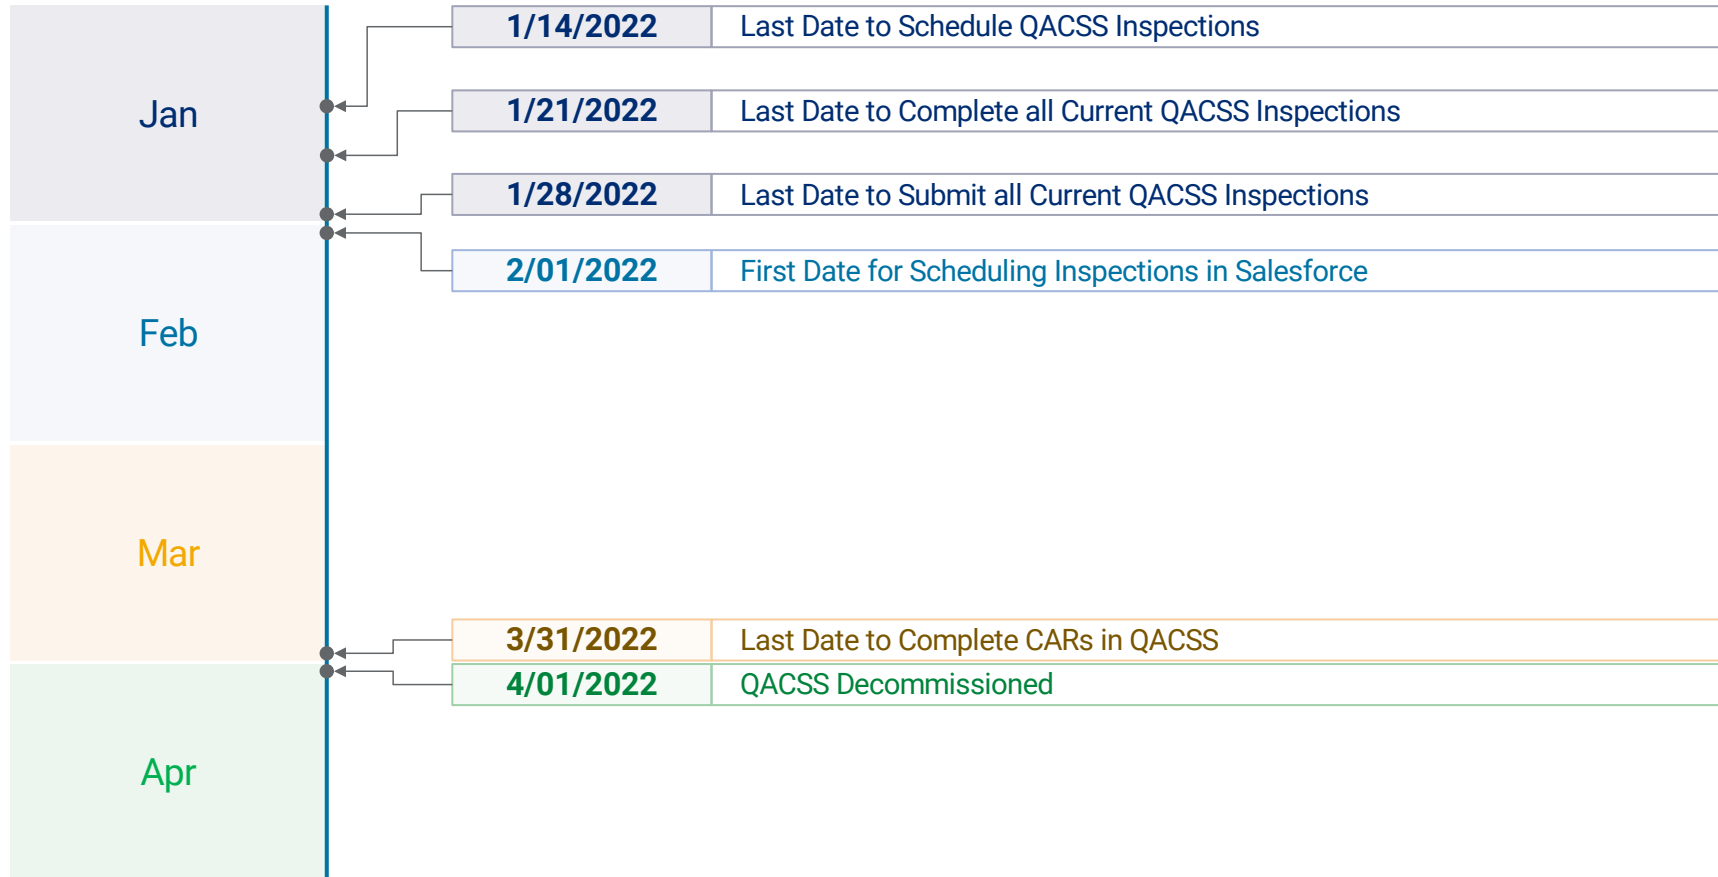 Jan
1/14/2022 Last Date to Schedule QACSS Inspections
1/21/2022 Last Date to Complete all Current QACSS Inspections
1/28/2022 Last Date to Submit all Current QACSS Inspections
Feb
2/01/2022 First Date for Scheduling Inspections in Salesforce
Mar
3/31/2022 Last Date to Complete CARs in QACSS
4/01/2022 QACSS Decommissioned
Apr